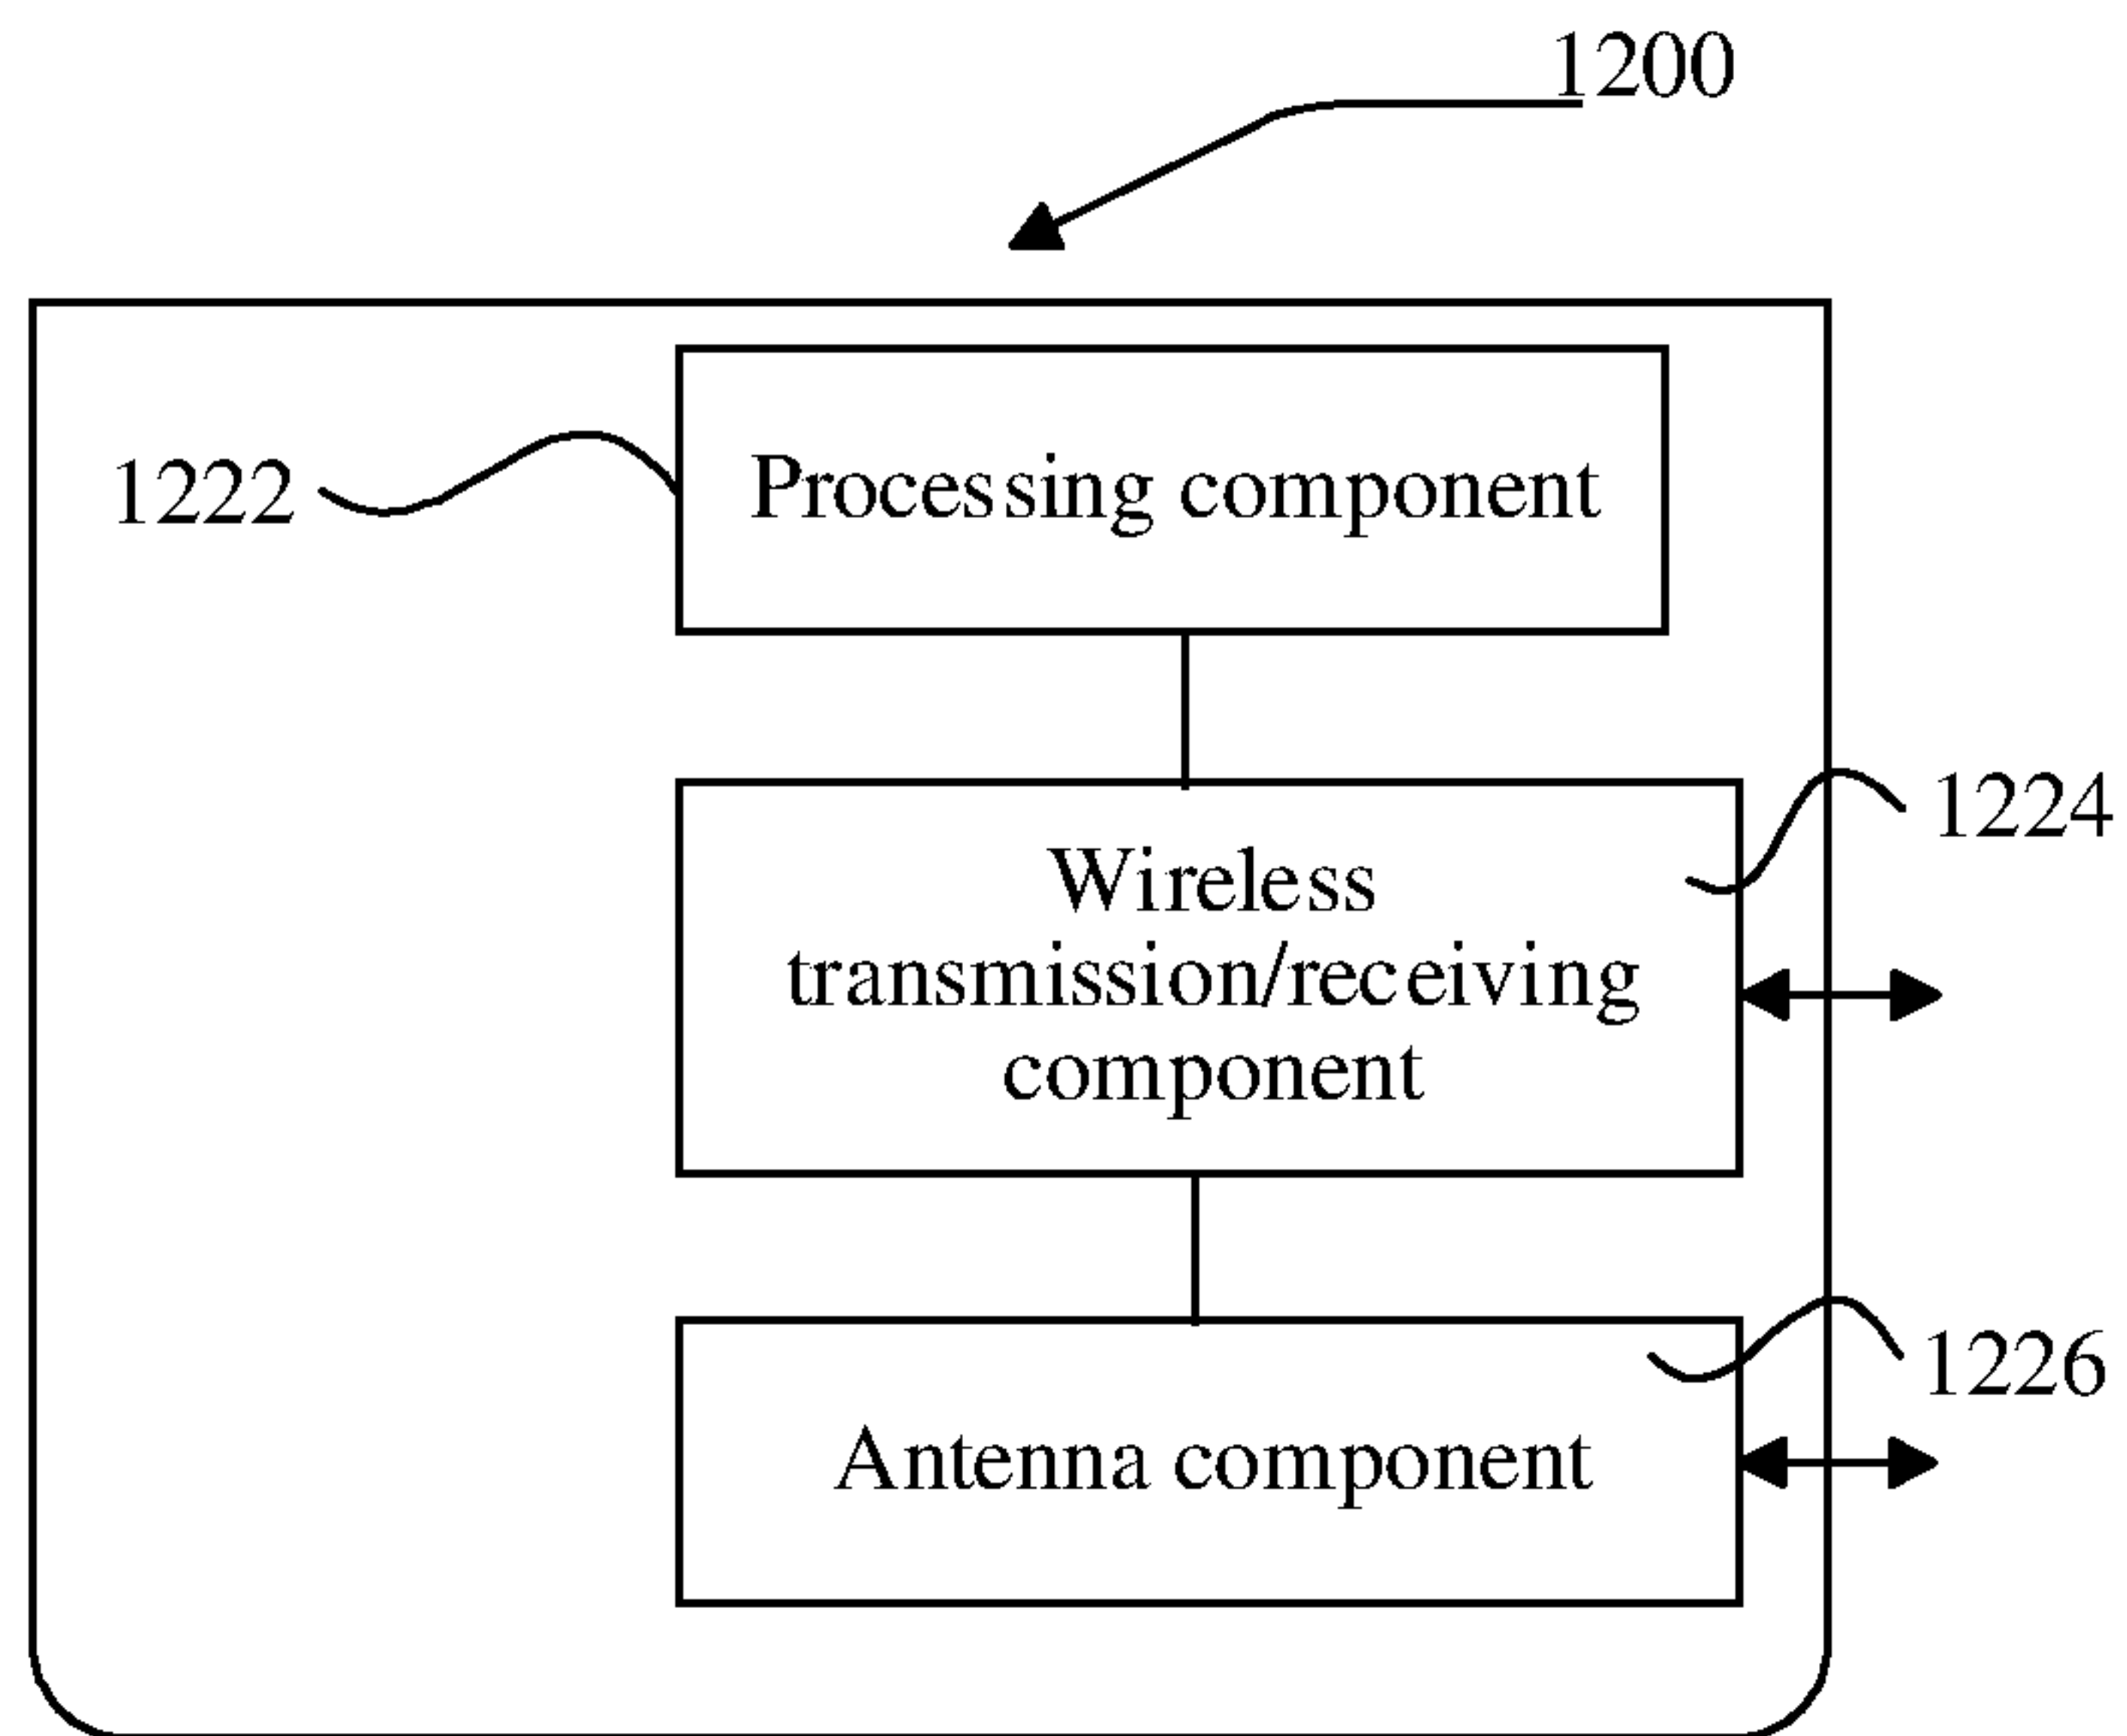 1200
1222
Processing component
1224
Wireless
transmission/receiving
component
1226
Antenna component